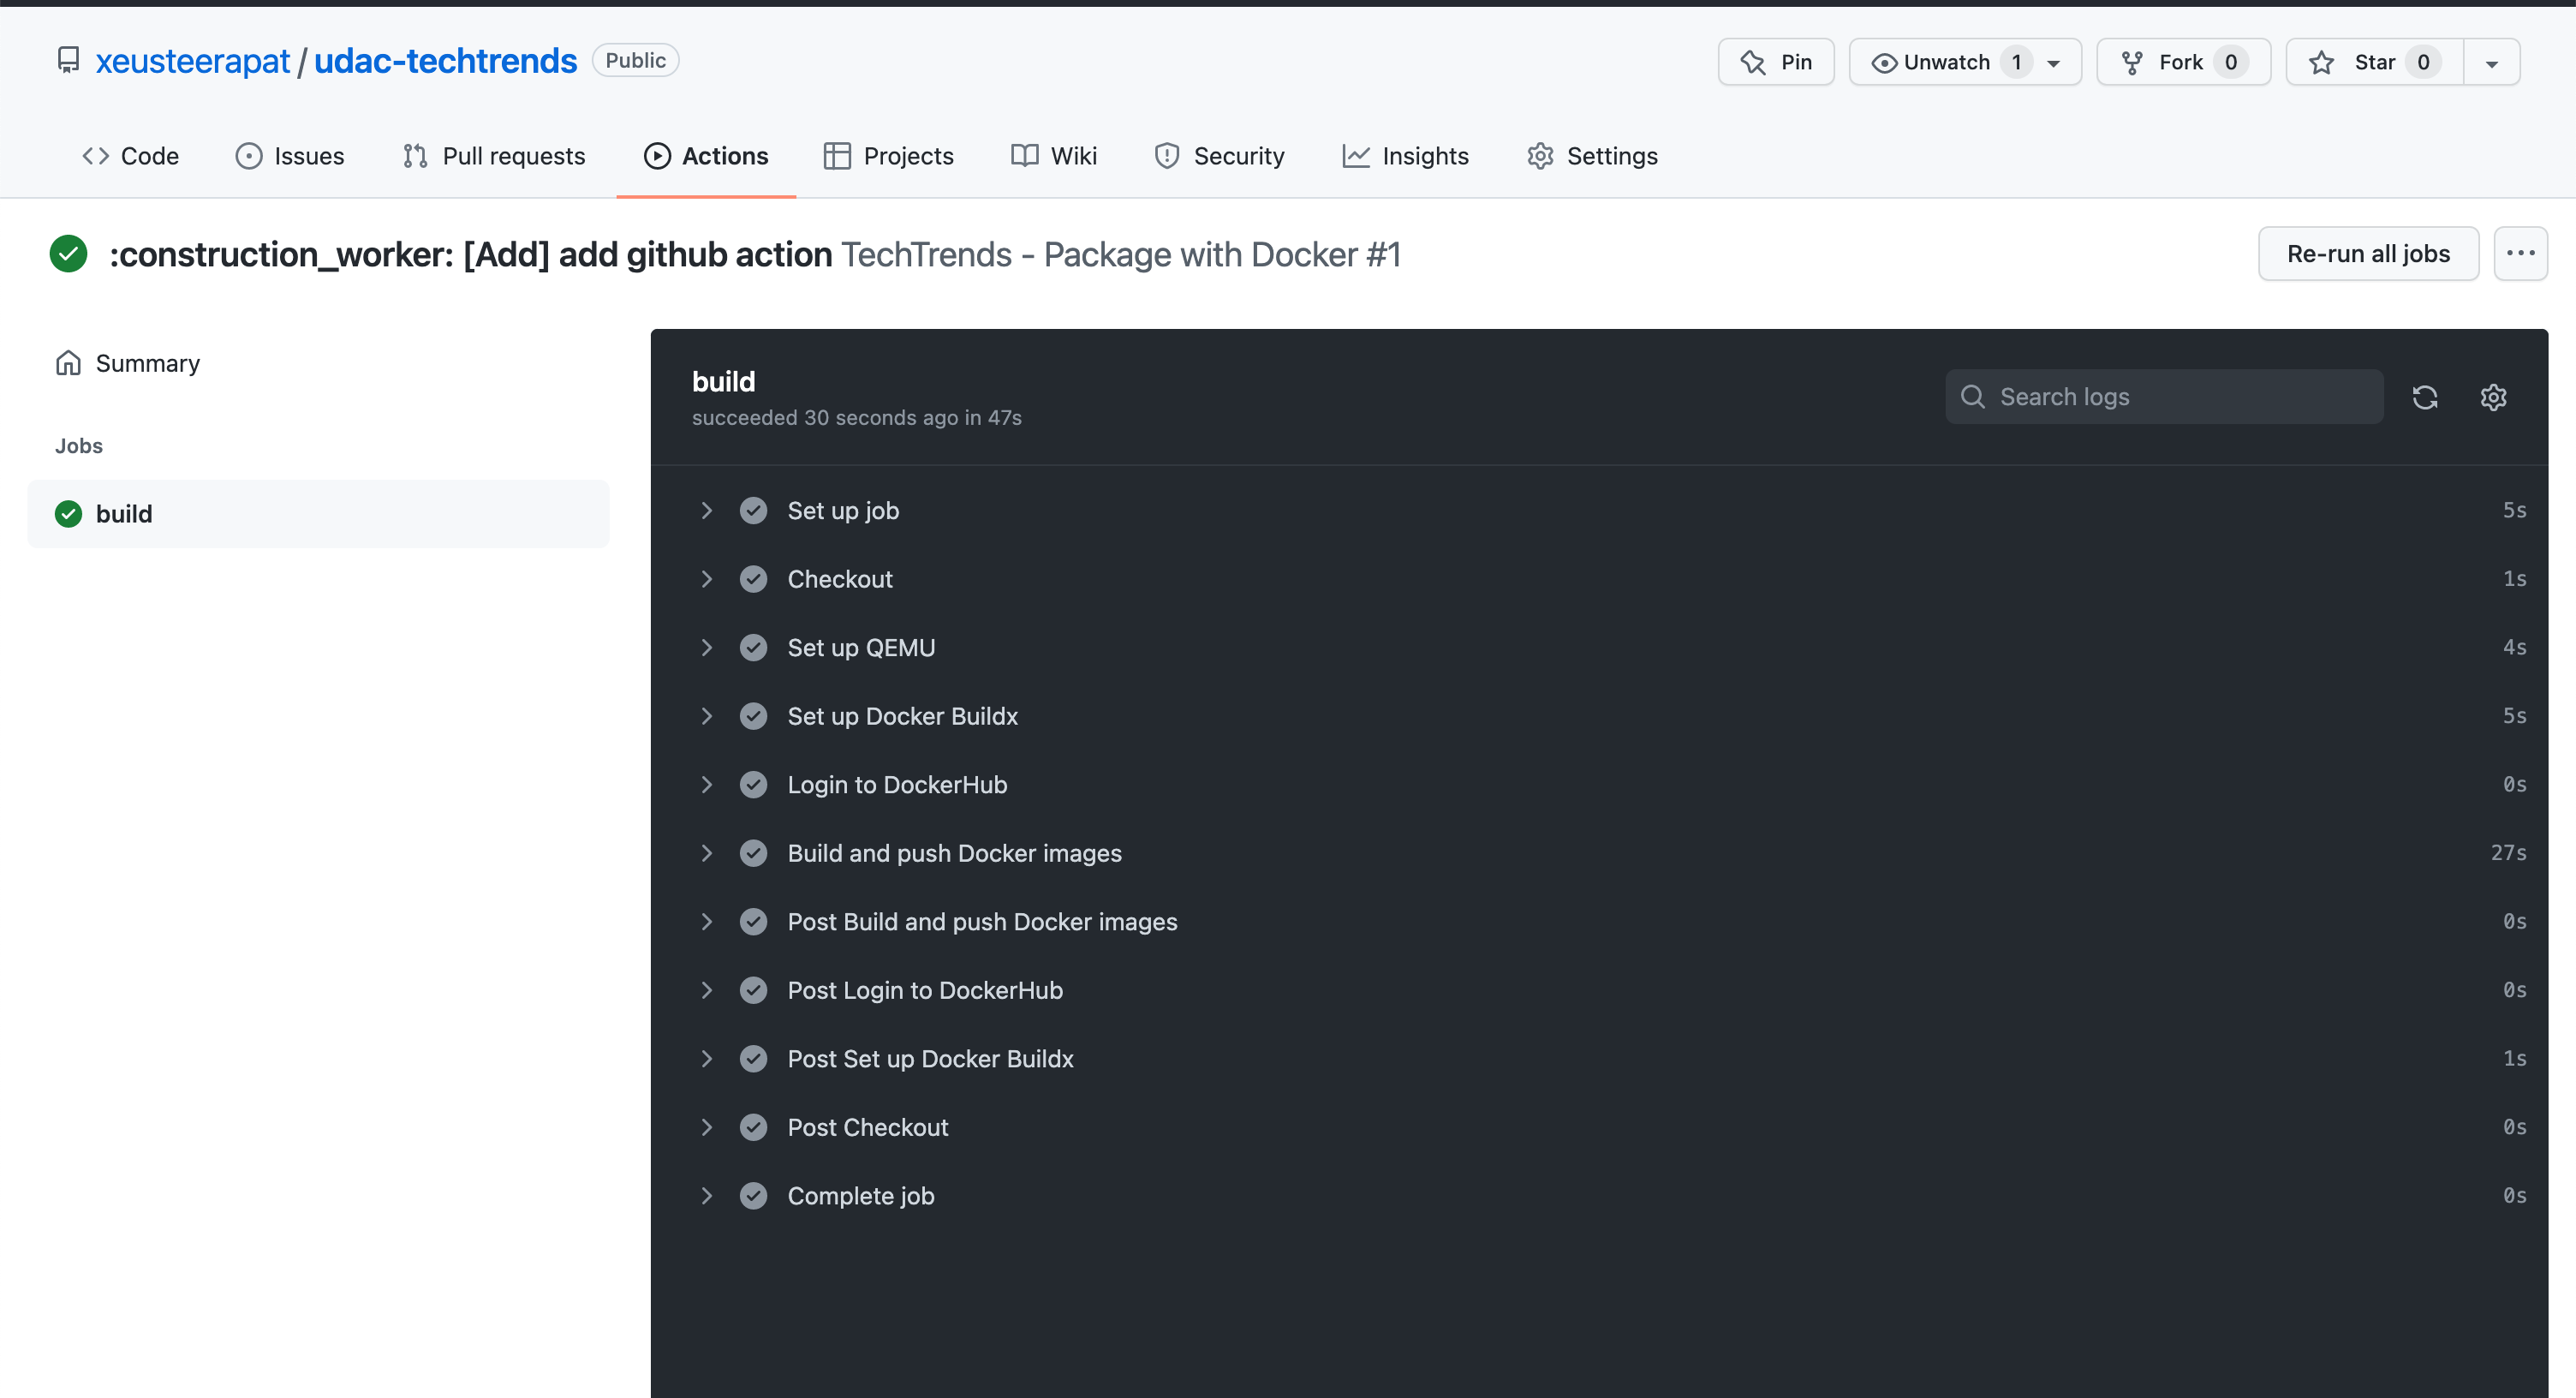 xeusteerapat / udac-techtrends Public Pin Unwatch 1 Fork 0 Star 0
Code Issues Pull requests Actions Projects Wiki Security Insights Settings
:construction_worker: [Add] add github action TechTrends - Package with Docker #1 Re-run all jobs
Summary
Jobs
build
build
succeeded 30 seconds ago in 47s
Search logs
Set up job 5s
Checkout 1s
Set up QEMU 4s
Set up Docker Buildx 5s
Login to DockerHub 0s
Build and push Docker images 27s
Post Build and push Docker images 0s
Post Login to DockerHub 0s
Post Set up Docker Buildx 1s
Post Checkout 0s
Complete job 0s